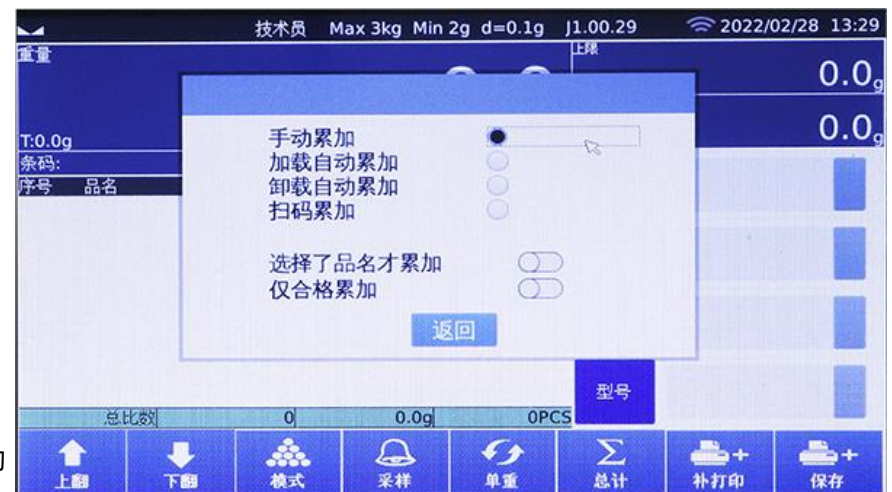 技术员 Max 3kg Min 2g d=0.1g J1.00.29 2022/02/28 13:29
重量
上限
0.0g
T:0.0g
0.0g
条码:
序号 品名
手动累加
加载自动累加
卸载自动累加
扫码累加
选择了品名才累加
仅合格累加
返回
型号
总比数 0 0.0g 0PCS
上翻 下翻 模式 采样 单重 总计 补打印 保存